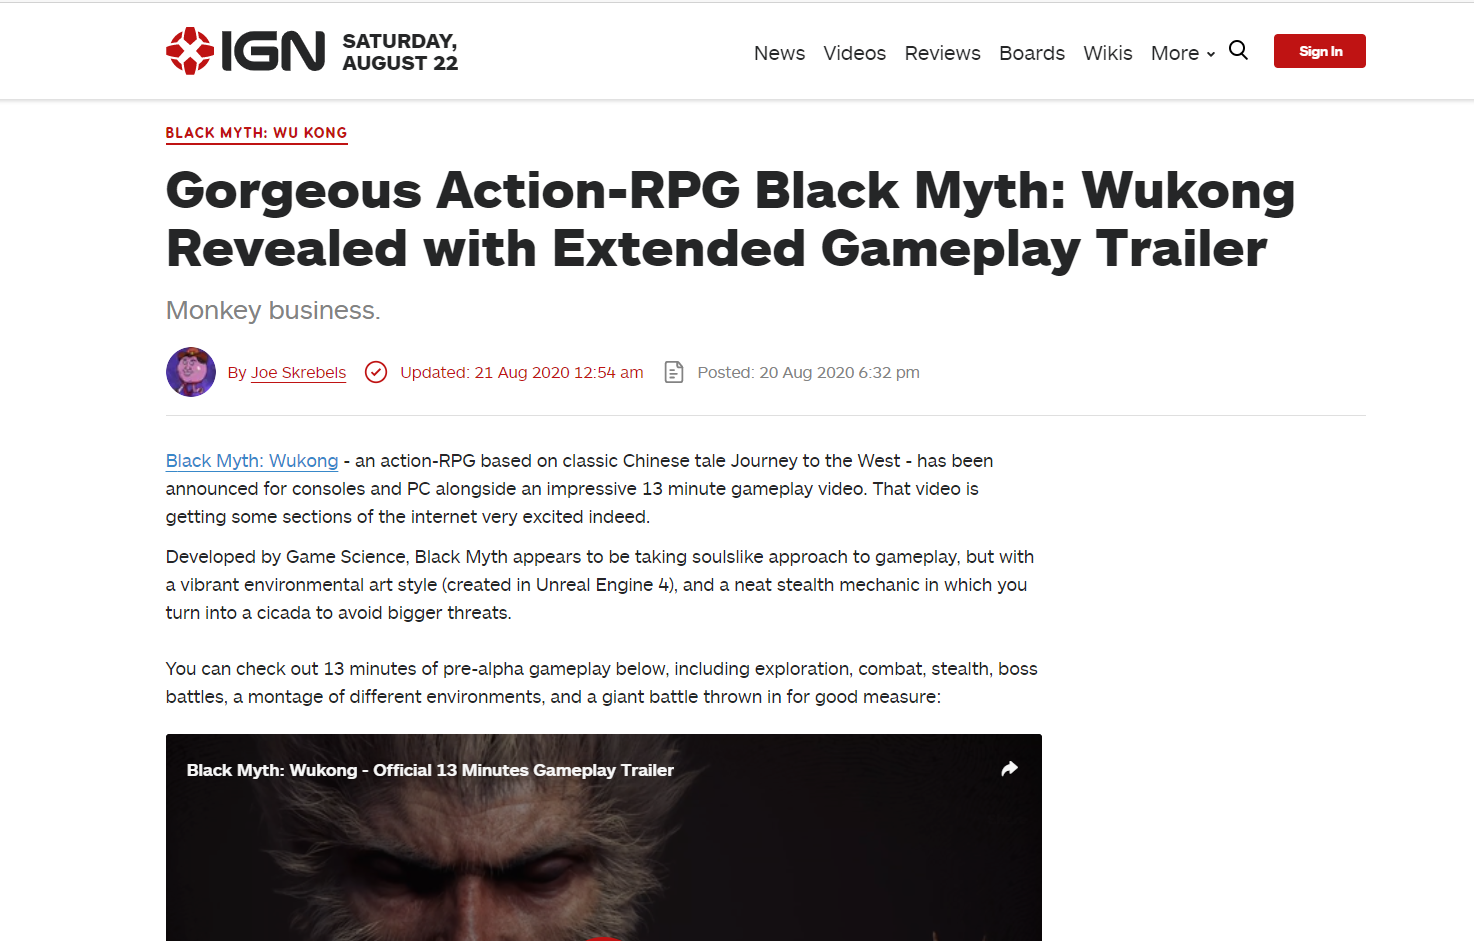 IGN
SATURDAY,
AUGUST 22
News Videos Reviews Boards Wikis More
Sign In
BLACK MYTH: WU KONG
Gorgeous Action-RPG Black Myth: Wukong
Revealed with Extended Gameplay Trailer
Monkey business.
By Joe Skrebels Updated: 21 Aug 2020 12:54 am Posted: 20 Aug 2020 6:32 pm
Black Myth: Wukong - an action-RPG based on classic Chinese tale Journey to the West - has been
announced for consoles and PC alongside an impressive 13 minute gameplay video. That video is
getting some sections of the internet very excited indeed.
Developed by Game Science, Black Myth appears to be taking soulslike approach to gameplay, but with
a vibrant environmental art style (created in Unreal Engine 4), and a neat stealth mechanic in which you
turn into a cicada to avoid bigger threats.
You can check out 13 minutes of pre-alpha gameplay below, including exploration, combat, stealth, boss
battles, a montage of different environments, and a giant battle thrown in for good measure:
Black Myth: Wukong - Official 13 Minutes Gameplay Trailer